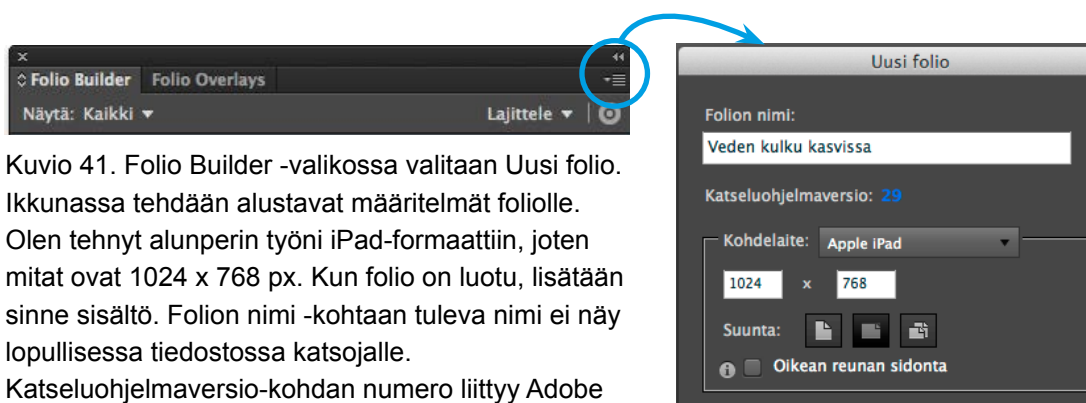 Folio Builder Folio Overlays
Näytä: Kaikki Lajittele
Kuvio 41. Folio Builder -valikossa valitaan Uusi folio.
Ikkunassa tehdään alustavat määritelmät foliolle.
Olen tehnyt alunperin työni iPad-formaattiin, joten
mitat ovat 1024 x 768 px. Kun folio on luotu, lisätään
sinne sisältö. Folion nimi -kohtaan tuleva nimi ei näy
lopullisessa tiedostossa katsojalle.
Katseluohjelmaversio-kohdan numero liittyy Adobe
Uusi folio
Folion nimi:
Veden kulku kasvissa
Katseluohjelmaversio: 29
Kohdelaite: Apple iPad
1024 x 768
Suunta:
Oikean reunan sidonta